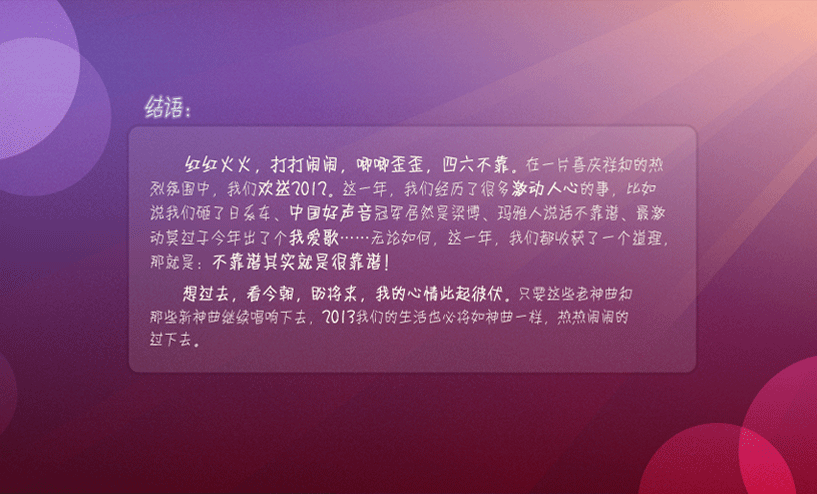 结语：
红红火火，打打闹闹，唧唧歪歪，四六不靠。在一片喜庆祥和的热
烈氛围中，我们欢送2012。这一年，我们经历了很多激动人心的事，比如
说我们砸了日系车、中国好声音冠军居然是梁博、玛雅人说话不靠谱、最激
动莫过于今年出了个我爱歌……无论如何，这一年，我们都收获了一个道理，
那就是：不靠谱其实就是很靠谱！
想过去，看今朝，盼将来，我的心情此起彼伏。只要这些老神曲和
那些新神曲继续唱响下去，2013我们的生活也必将如神曲一样，热热闹闹的
过下去。